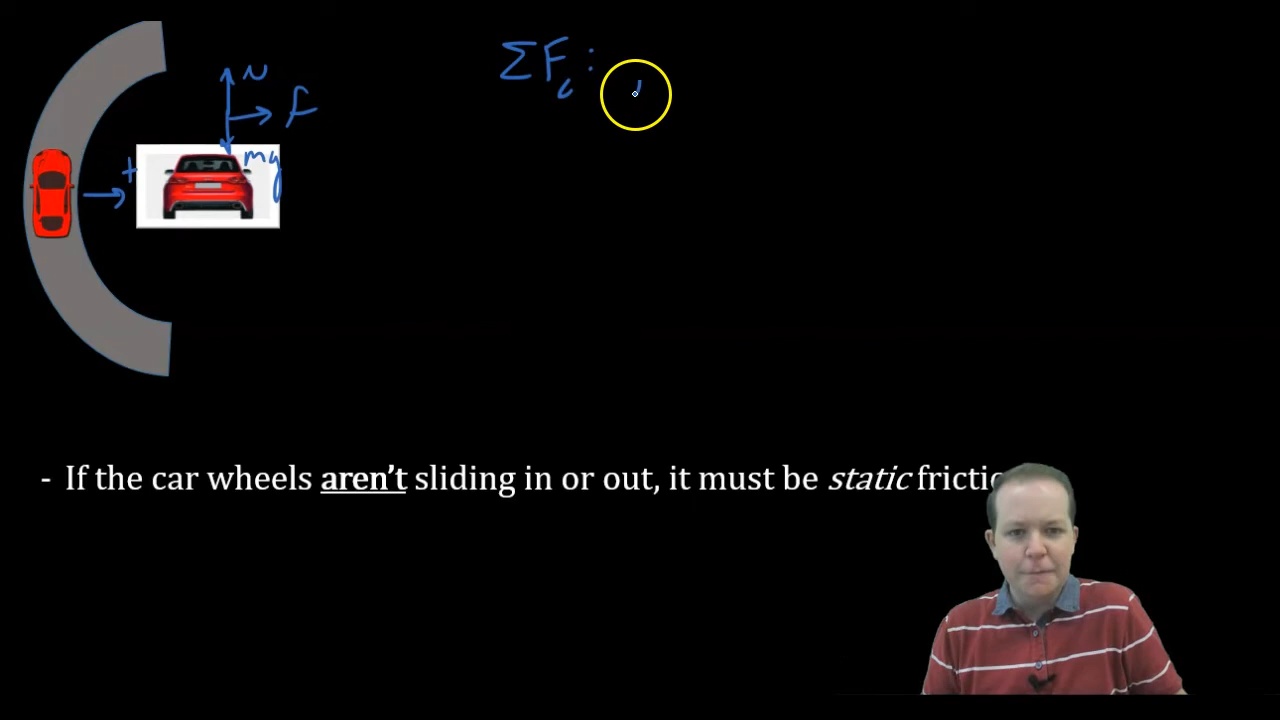 ΣFc :
N
f
mg
+
- If the car wheels aren't sliding in or out, it must be static frictio